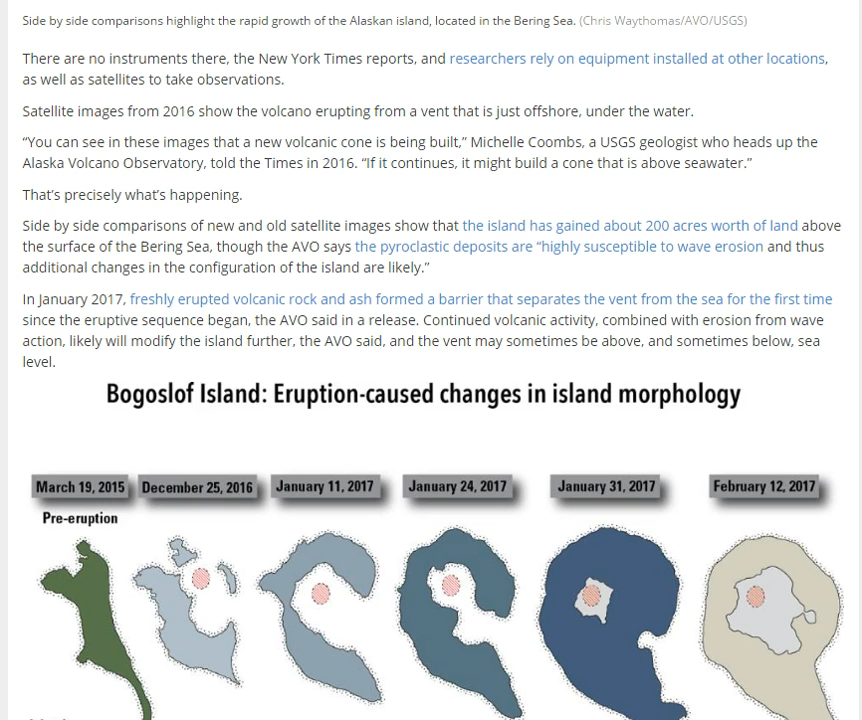 Side by side comparisons highlight the rapid growth of the Alaskan island, located in the Bering Sea. (Chris Waythomas/AVO/USGS)
There are no instruments there, the New York Times reports, and researchers rely on equipment installed at other locations,
as well as satellites to take observations.
Satellite images from 2016 show the volcano erupting from a vent that is just offshore, under the water.
“You can see in these images that a new volcanic cone is being built,” Michelle Coombs, a USGS geologist who heads up the
Alaska Volcano Observatory, told the Times in 2016. “If it continues, it might build a cone that is above seawater.”
That’s precisely what’s happening.
Side by side comparisons of new and old satellite images show that the island has gained about 200 acres worth of land above
the surface of the Bering Sea, though the AVO says the pyroclastic deposits are “highly susceptible to wave erosion and thus
additional changes in the configuration of the island are likely.”
In January 2017, freshly erupted volcanic rock and ash formed a barrier that separates the vent from the sea for the first time
since the eruptive sequence began, the AVO said in a release. Continued volcanic activity, combined with erosion from wave
action, likely will modify the island further, the AVO said, and the vent may sometimes be above, and sometimes below, sea
level.
Bogoslof Island: Eruption-caused changes in island morphology
March 19, 2015 December 25, 2016 January 11, 2017 January 24, 2017 January 31, 2017 February 12, 2017
Pre-eruption